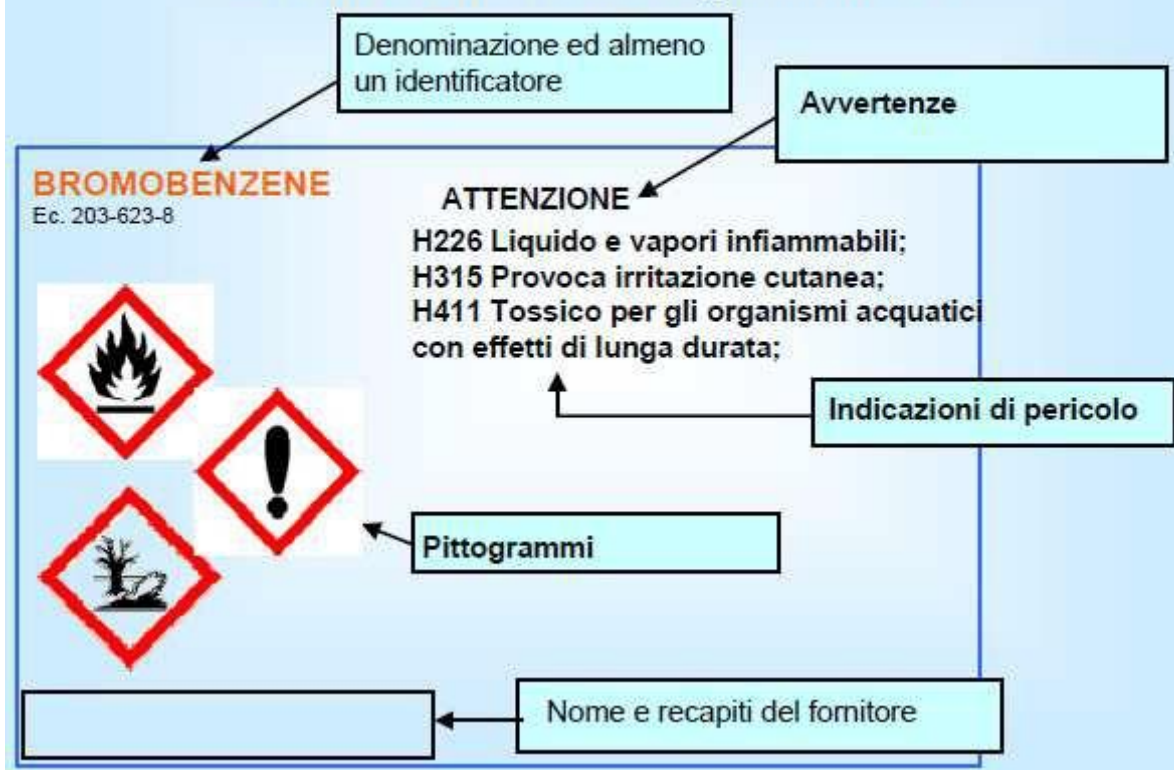 Denominazione ed almeno
un identificatore
Avvertenze
BROMOBENZENE
Ec. 203-623-8
ATTENZIONE
H226 Liquido e vapori infiammabili;
H315 Provoca irritazione cutanea;
H411 Tossico per gli organismi acquatici
con effetti di lunga durata;
Indicazioni di pericolo
Pittogrammi
Nome e recapiti del fornitore